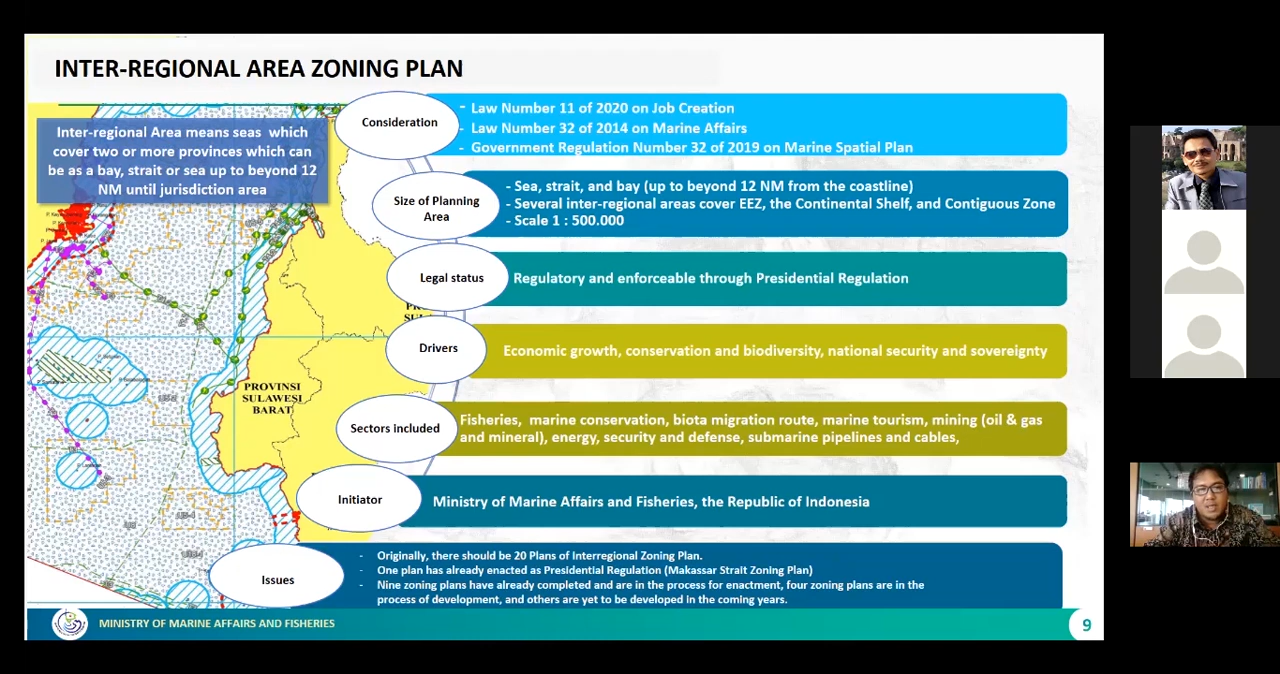 INTER-REGIONAL AREA ZONING PLAN
Inter-regional Area means seas which
cover two or more provinces which can
be as a bay, strait or sea up to beyond 12
NM until jurisdiction area
Consideration
- Law Number 11 of 2020 on Job Creation
- Law Number 32 of 2014 on Marine Affairs
- Government Regulation Number 32 of 2019 on Marine Spatial Plan
Size of Planning
Area
- Sea, strait, and bay (up to beyond 12 NM from the coastline)
- Several inter-regional areas cover EEZ, the Continental Shelf, and Contiguous Zone
- Scale 1 : 500.000
Legal status
Regulatory and enforceable through Presidential Regulation
Drivers
Economic growth, conservation and biodiversity, national security and sovereignty
PROVINSI
SULAWESI
BARAT
Sectors included
Fisheries, marine conservation, biota migration route, marine tourism, mining (oil & gas
and mineral), energy, security and defense, submarine pipelines and cables,
Initiator
Ministry of Marine Affairs and Fisheries, the Republic of Indonesia
Issues
- Originally, there should be 20 Plans of Interregional Zoning Plan.
- One plan has already enacted as Presidential Regulation (Makassar Strait Zoning Plan)
- Nine zoning plans have already completed and are in the process for enactment, four zoning plans are in the
process of development, and others are yet to be developed in the coming years.
MINISTRY OF MARINE AFFAIRS AND FISHERIES
9